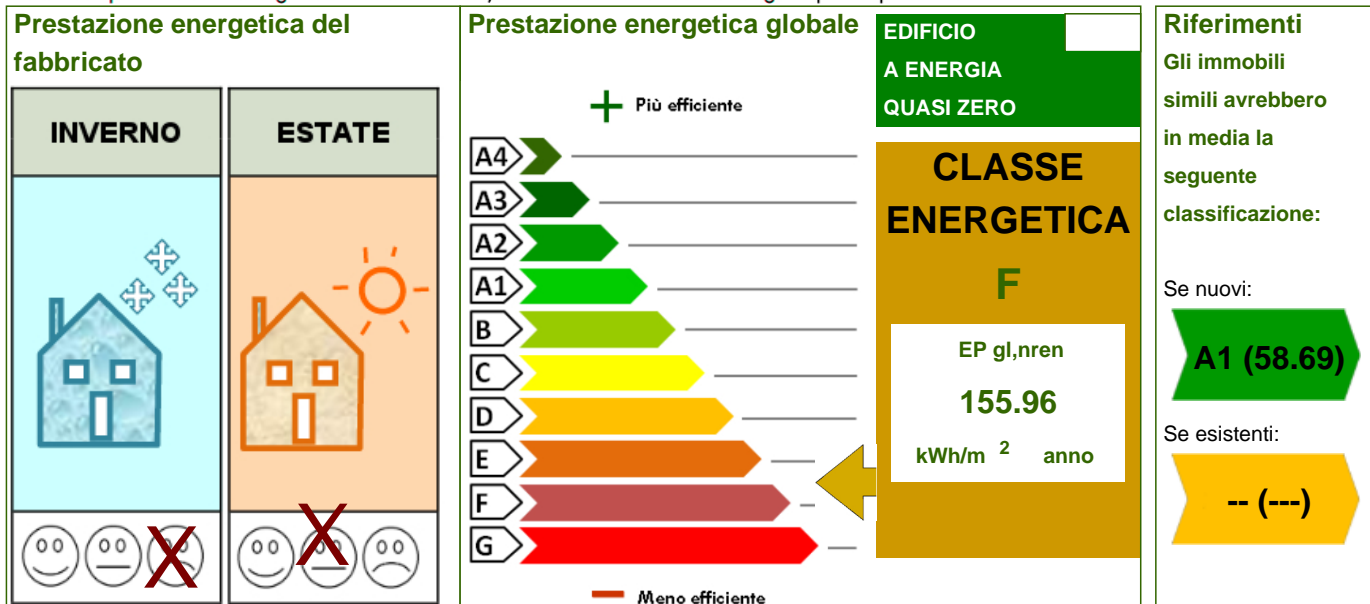 Prestazione energetica del
fabbricato
INVERNO
ESTATE
X
X
Prestazione energetica globale
+ Più efficiente
A4
A3
A2
A1
B
C
D
E
F
G
Meno efficiente
EDIFICIO
A ENERGIA
QUASI ZERO
CLASSE
ENERGETICA
F
EP gl,nren
155.96
kWh/m 2 anno
Riferimenti
Gli immobili
simili avrebbero
in media la
seguente
classificazione:
Se nuovi:
A1 (58.69)
Se esistenti:
-- (---)